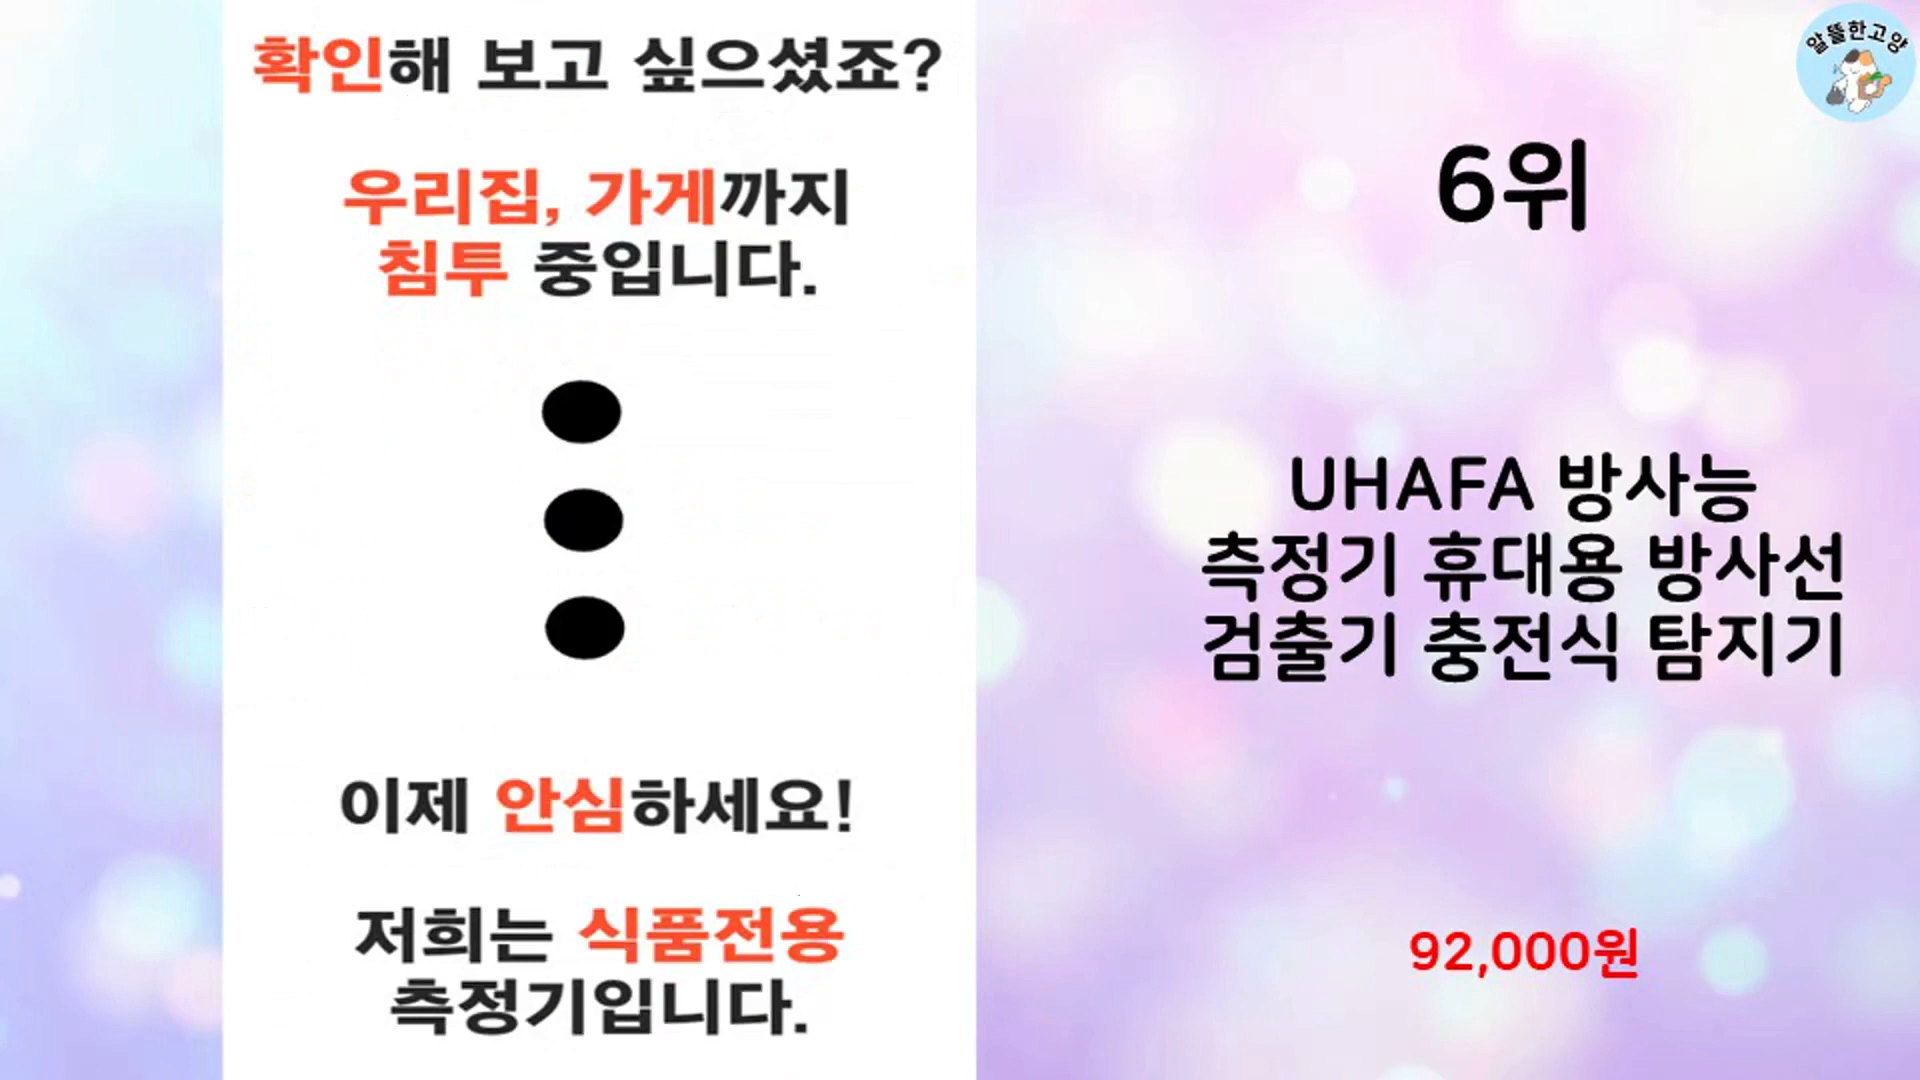 확인해 보고 싶으셨죠?
우리집, 가게까지
침투 중입니다.
이제 안심하세요!
저희는 식품전용
측정기입니다.
알뜰한고양
6위
UHAFA 방사능
측정기 휴대용 방사선
검출기 충전식 탐지기
92,000원